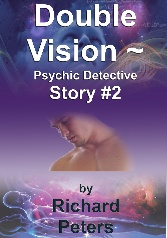 Double
Vision ~
Psychic Detective
Story #2
by
Richard
Peters